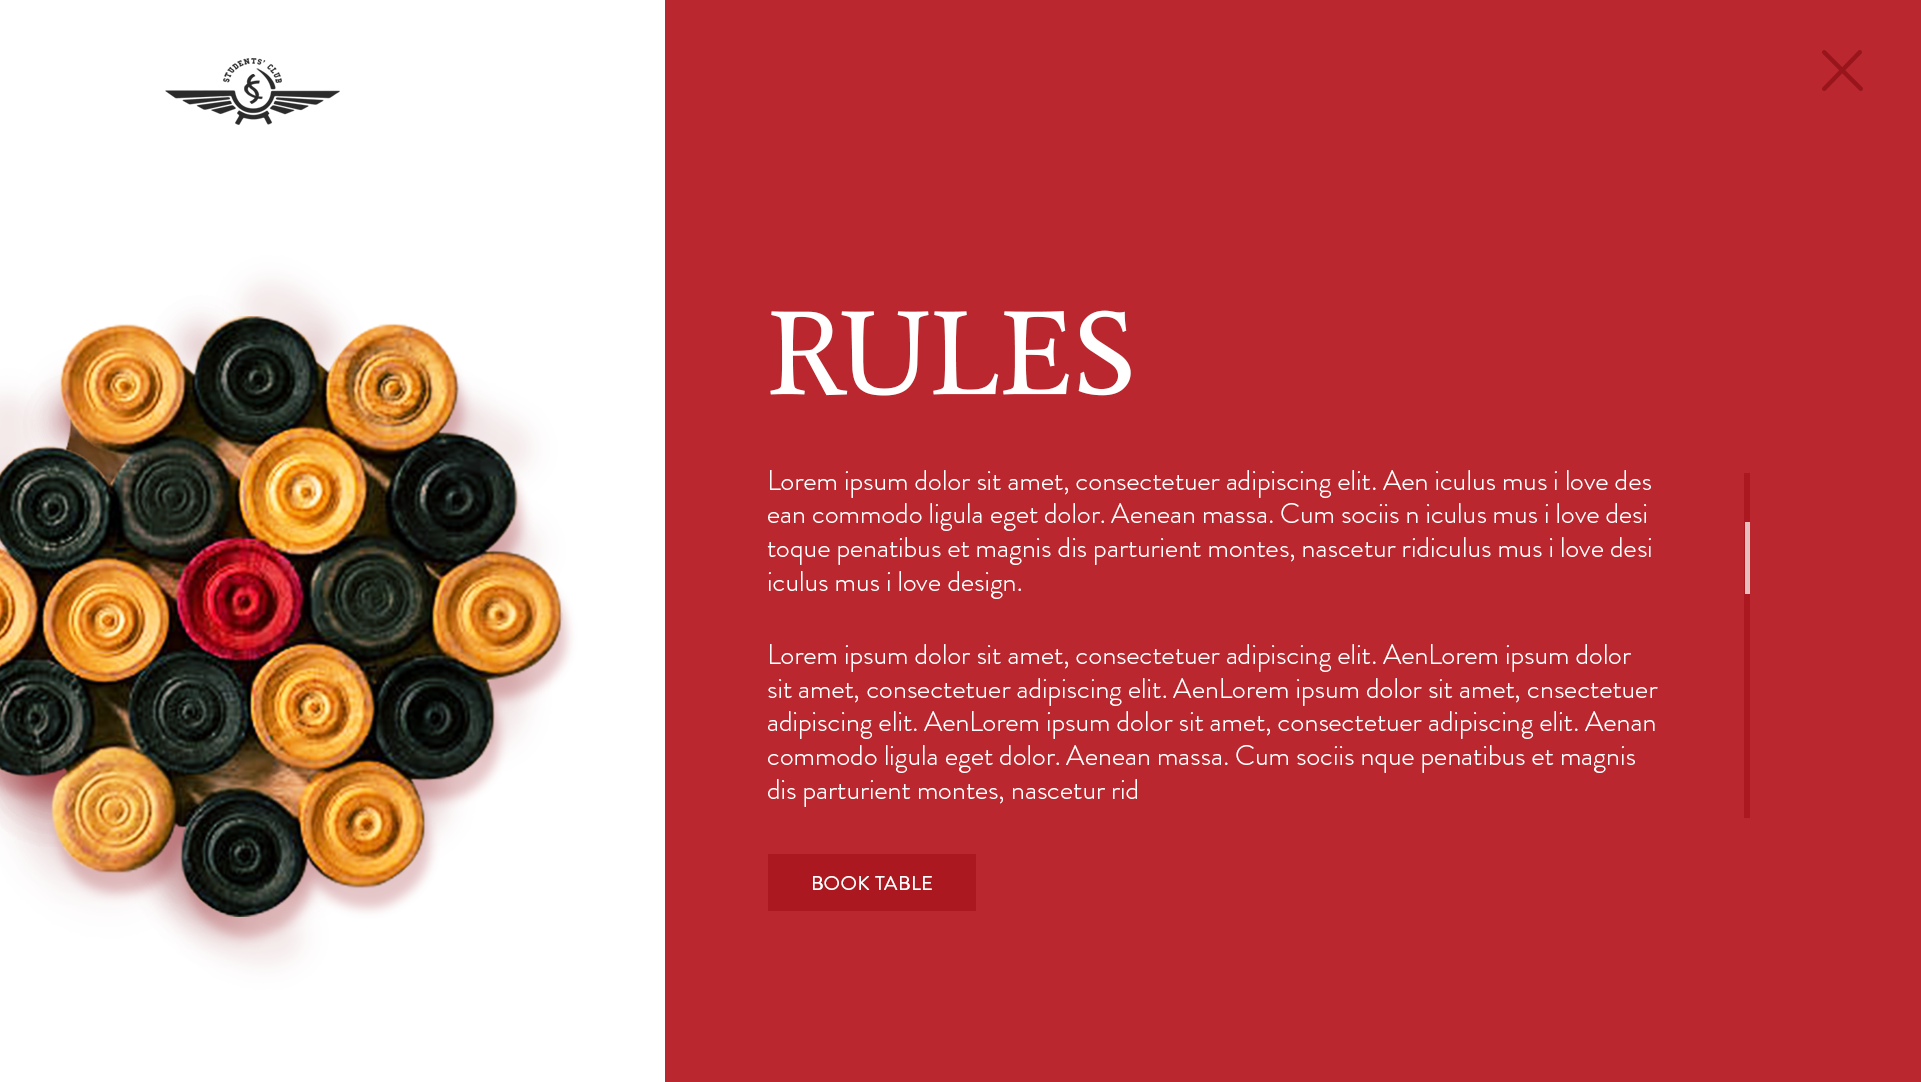 STUDENTS' CLUB
RULES
Lorem ipsum dolor sit amet, consectetuer adipiscing elit. Aen iculus mus i love des
ean commodo ligula eget dolor. Aenean massa. Cum sociis n iculus mus i love desi
toque penatibus et magnis dis parturient montes, nascetur ridiculus mus i love desi
iculus mus i love design.
Lorem ipsum dolor sit amet, consectetuer adipiscing elit. AenLorem ipsum dolor
sit amet, consectetuer adipiscing elit. AenLorem ipsum dolor sit amet, cnsectetuer
adipiscing elit. AenLorem ipsum dolor sit amet, consectetuer adipiscing elit. Aenan
commodo ligula eget dolor. Aenean massa. Cum sociis nque penatibus et magnis
dis parturient montes, nascetur rid
BOOK TABLE